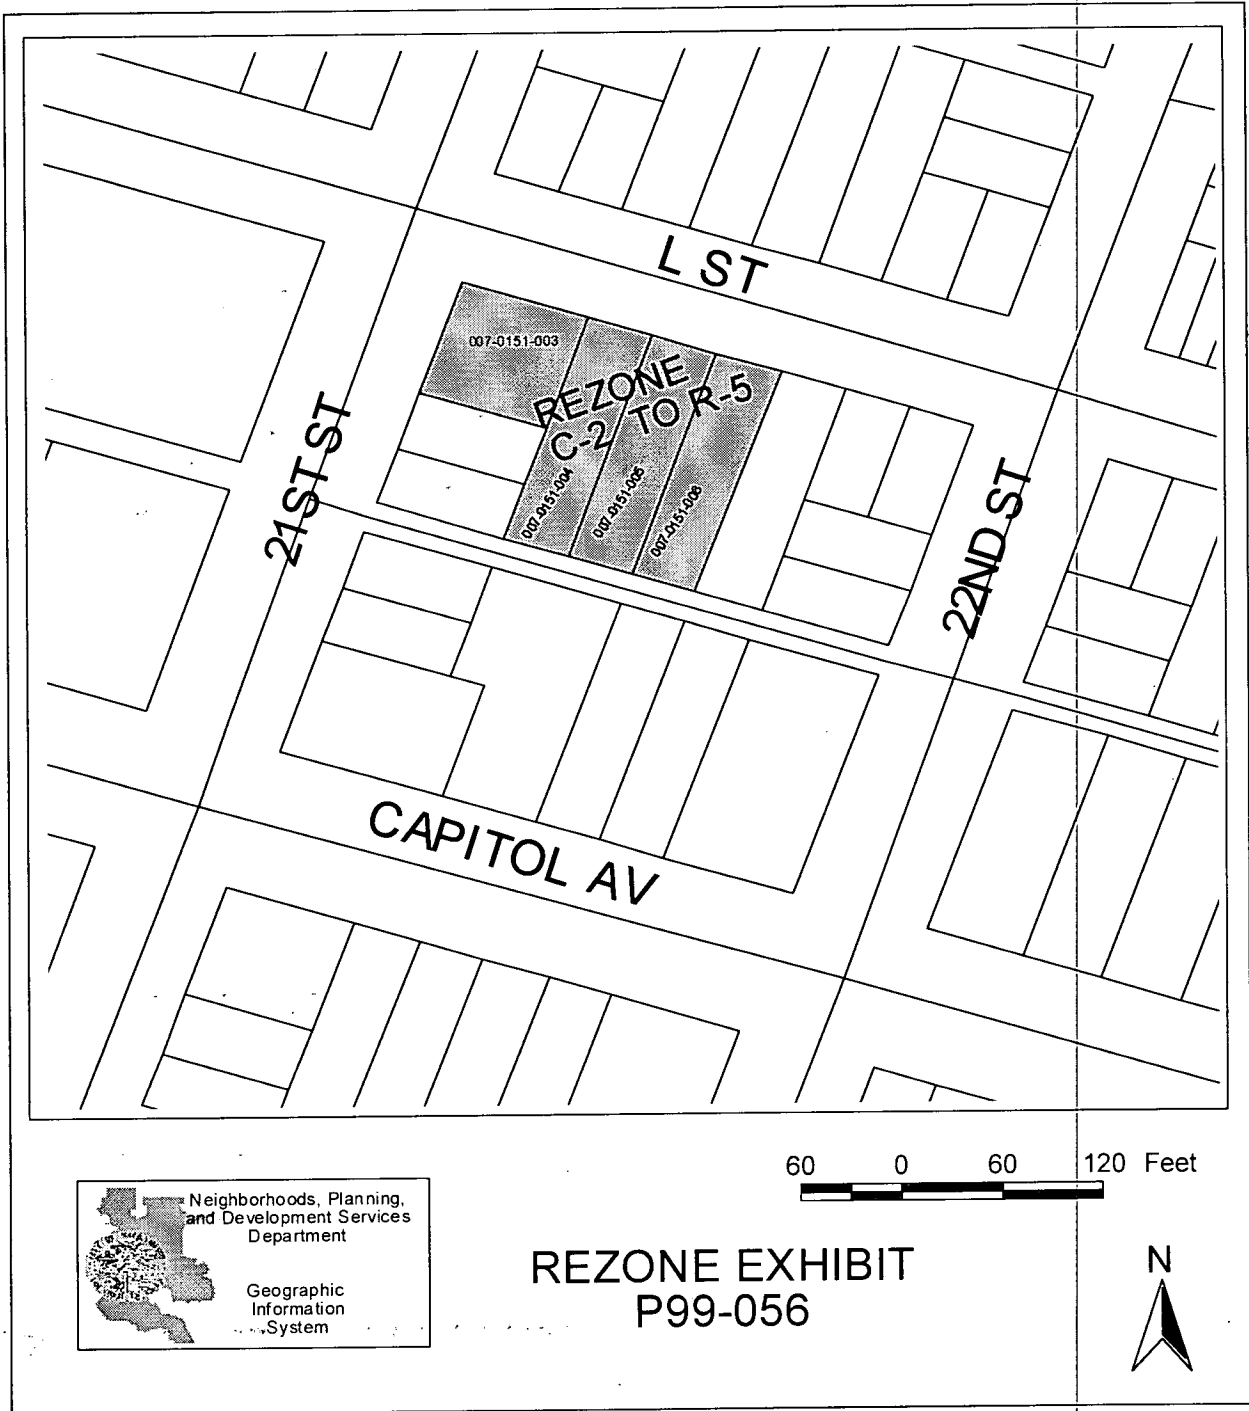 L ST
007-0151-003
REZONE
C-2 TO R-5
21ST ST
007-0151-004
007-0151-005
007-0151-006
22ND ST
CAPITOL AV
60 0 60 120 Feet
Neighborhoods, Planning,
and Development Services
Department
Geographic
Information
System
REZONE EXHIBIT
P99-056
N